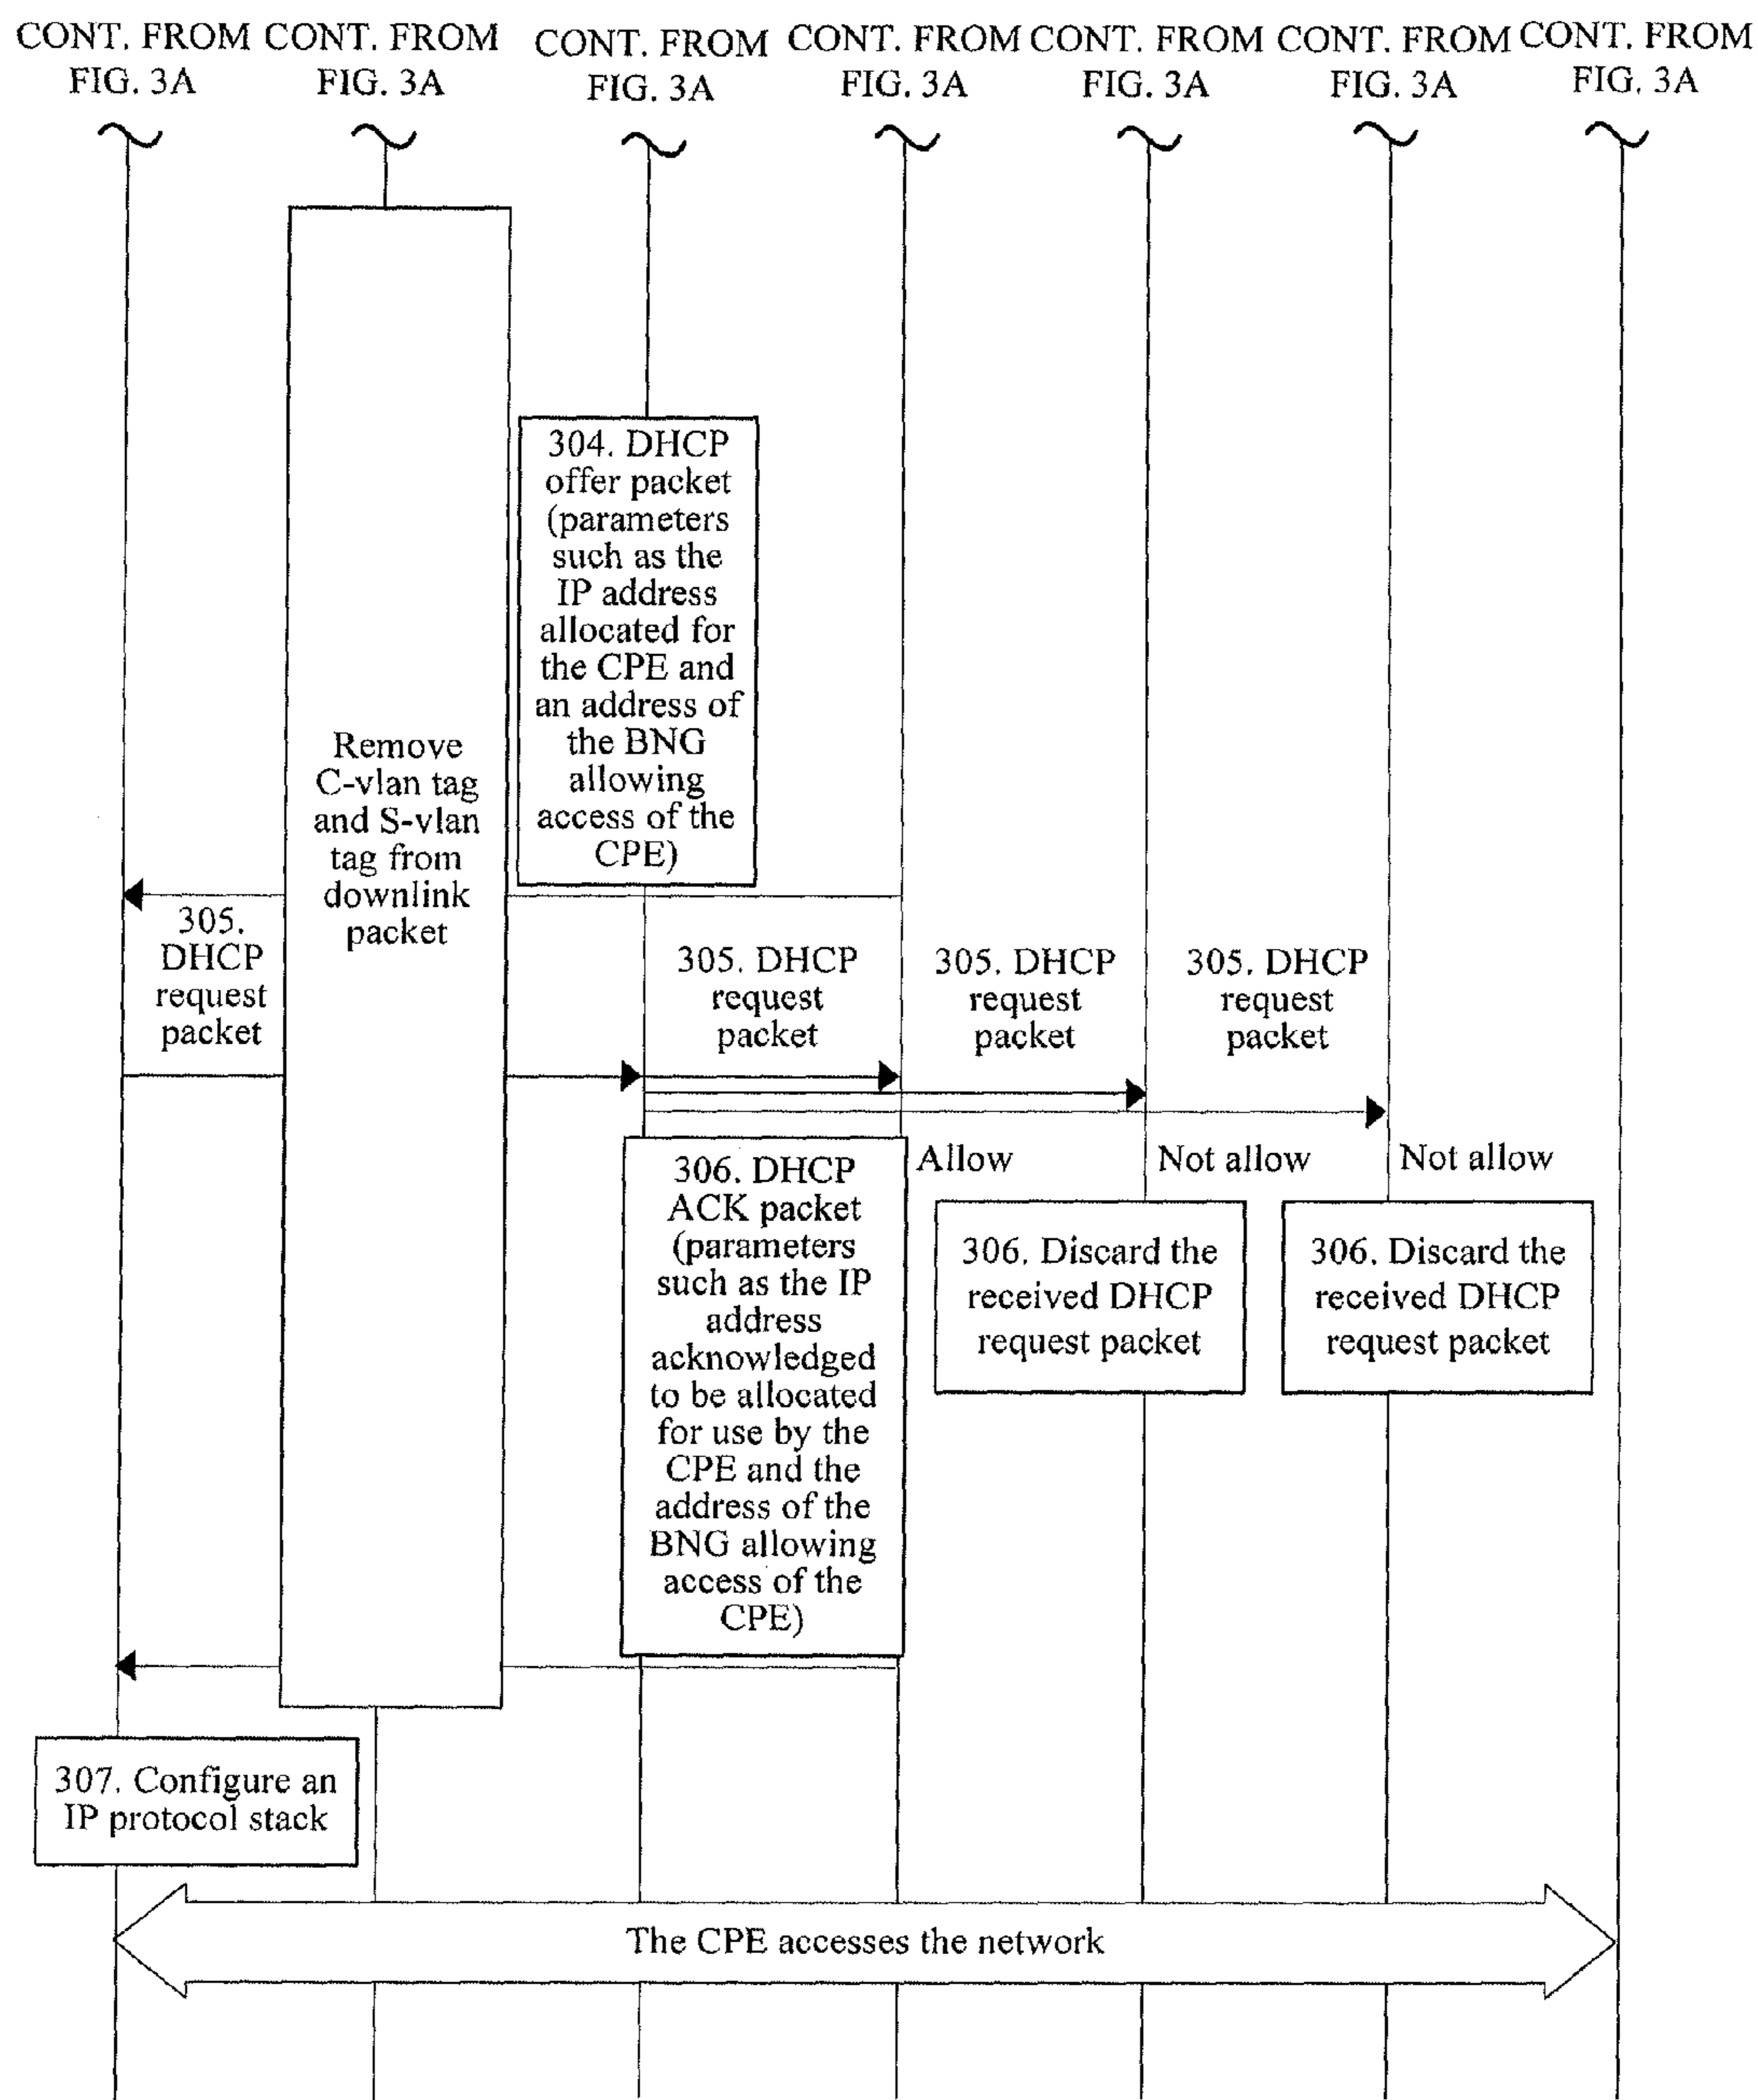 CONT. FROM
FIG. 3A
CONT. FROM
FIG. 3A
CONT. FROM
FIG. 3A
CONT. FROM
FIG. 3A
CONT. FROM
FIG. 3A
CONT. FROM
FIG. 3A
CONT. FROM
FIG. 3A
304. DHCP
offer packet
(parameters
such as the
IP address
allocated for
the CPE and
an address of
the BNG
allowing
access of the
CPE)
Remove
C-vlan tag
and S-vlan
tag from
downlink
packet
305.
DHCP
request
packet
305. DHCP
request
packet
305. DHCP
request
packet
305. DHCP
request
packet
Allow
Not allow
Not allow
306. DHCP
ACK packet
(parameters
such as the IP
address
acknowledged
to be allocated
for use by the
CPE and the
address of the
BNG allowing
access of the
CPE)
306. Discard the
received DHCP
request packet
306. Discard the
received DHCP
request packet
307. Configure an
IP protocol stack
The CPE accesses the network